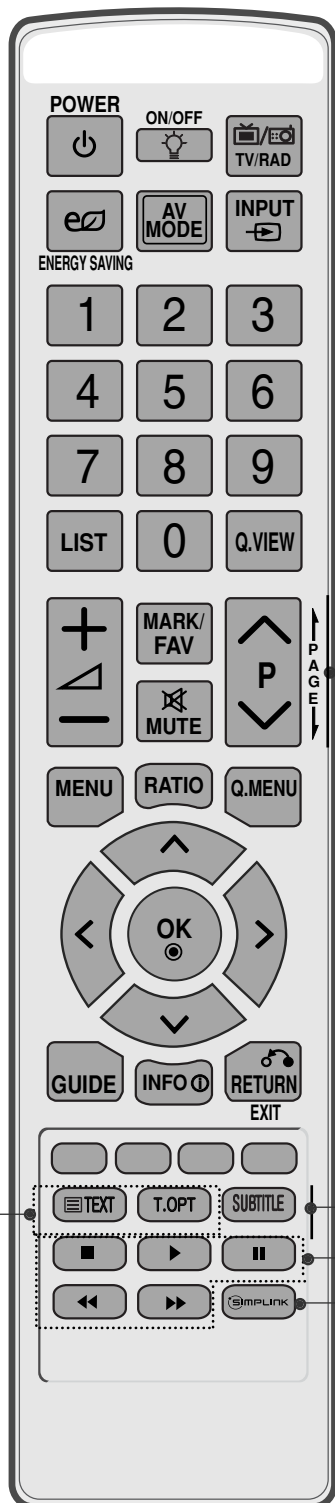 POWER
ON/OFF
TV/RAD
e
AV
MODE
INPUT
ENERGY SAVING
1 2 3
4 5 6
7 8 9
LIST 0 Q.VIEW
MARK/
FAV
P
PAGE
MUTE
MENU RATIO Q.MENU
OK
GUIDE INFO i RETURN
EXIT
TEXT T.OPT SUBTITLE
SIMPLINK